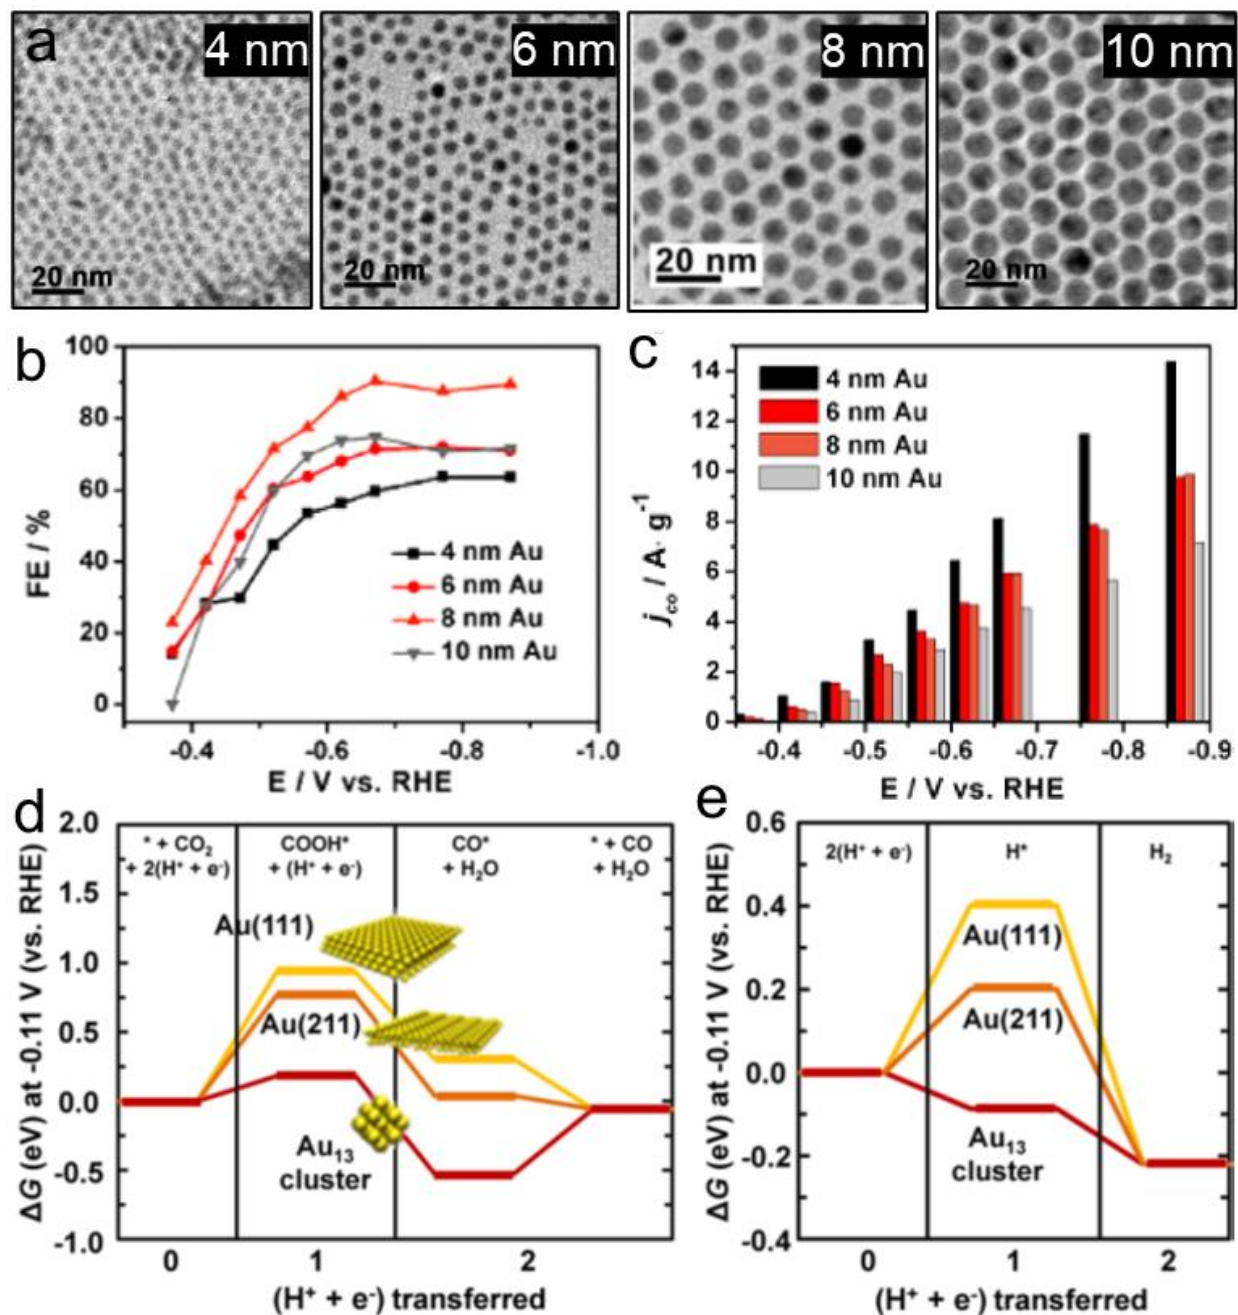 a
4 nm
6 nm
8 nm
10 nm
20 nm
20 nm
20 nm
20 nm
b
100
80
60
40
20
0
FE / %
4 nm Au
6 nm Au
8 nm Au
10 nm Au
-0.4 -0.6 -0.8 -1.0
E / V vs. RHE
c
14
12
10
8
6
4
2
0
jco / A· g-1
4 nm Au
6 nm Au
8 nm Au
10 nm Au
-0.4 -0.5 -0.6 -0.7 -0.8 -0.9
E / V vs. RHE
d
2.0
1.5
1.0
0.5
0.0
-0.5
-1.0
ΔG (eV) at -0.11 V (vs. RHE)
* + CO2
+ 2(H+ + e-)
COOH*
+ (H+ + e-)
CO*
+ H2O
* + CO
+ H2O
Au(111)
Au(211)
Au13
cluster
0 1 2
(H+ + e-) transferred
e
0.6
0.4
0.2
0.0
-0.2
-0.4
ΔG (eV) at -0.11 V (vs. RHE)
2(H+ + e-)
H*
H2
Au(111)
Au(211)
Au13
cluster
0 1 2
(H+ + e-) transferred